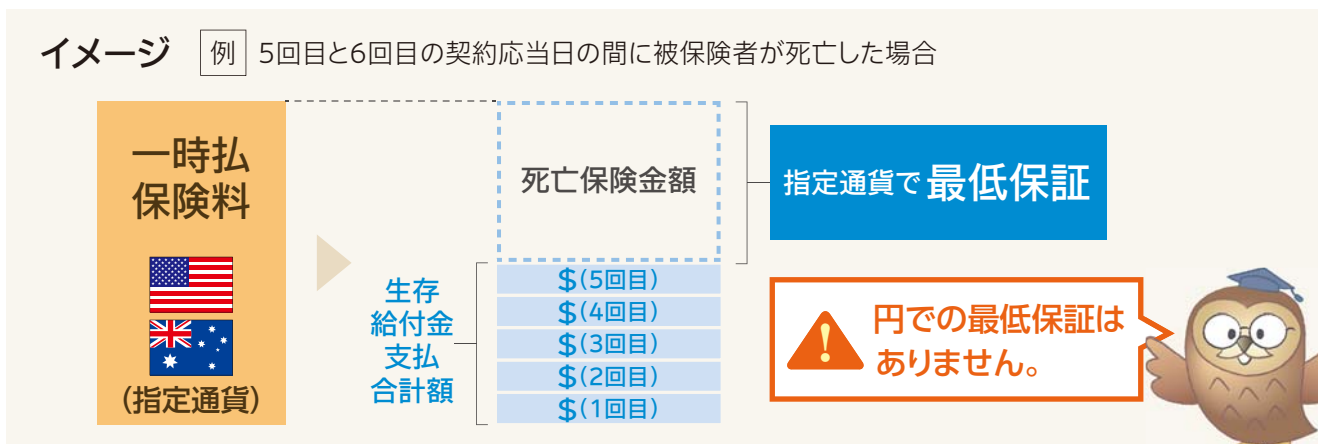 イメージ 例 5回目と6回目の契約応当日の間に被保険者が死亡した場合
一時払
保険料
(指定通貨)
死亡保険金額
指定通貨で最低保証
生存
給付金
支払
合計額
$(5回目)
$(4回目)
$(3回目)
$(2回目)
$(1回目)
!
円での最低保証は
ありません。